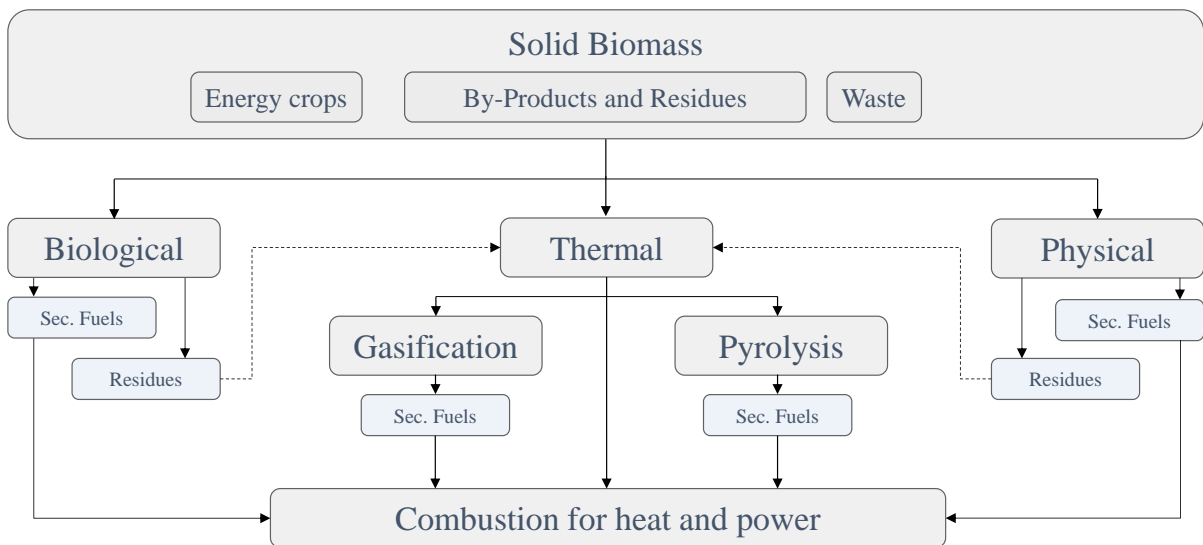 Solid Biomass
Energy crops
By-Products and Residues
Waste
Biological
Thermal
Physical
Sec. Fuels
Sec. Fuels
Gasification
Pyrolysis
Residues
Residues
Sec. Fuels
Sec. Fuels
Combustion for heat and power